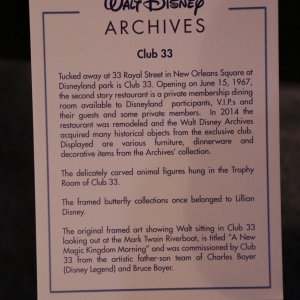 Walt Disney
ARCHIVES
Club 33
Tucked away at 33 Royal Street in New Orleans Square at
Disneyland park is Club 33. Opening on June 15, 1967,
the second story restaurant is a private membership dining
room available to Disneyland participants, V.I.P.s and
their guests and some private members. In 2014 the
restaurant was remodeled and the Walt Disney Archives
acquired many historical objects from the exclusive club.
Displayed are various furniture, dinnerware and
decorative items from the Archives' collection.
The delicately carved animal figures hung in the Trophy
Room of Club 33.
The framed butterfly collections once belonged to Lillian
Disney.
The original framed art showing Walt sitting in Club 33
looking out at the Mark Twain Riverboat, is titled "A New
Magic Kingdom Morning" and was commissioned by Club
33 from the artistic father-son team of Charles Boyer
(Disney Legend) and Bruce Boyer.